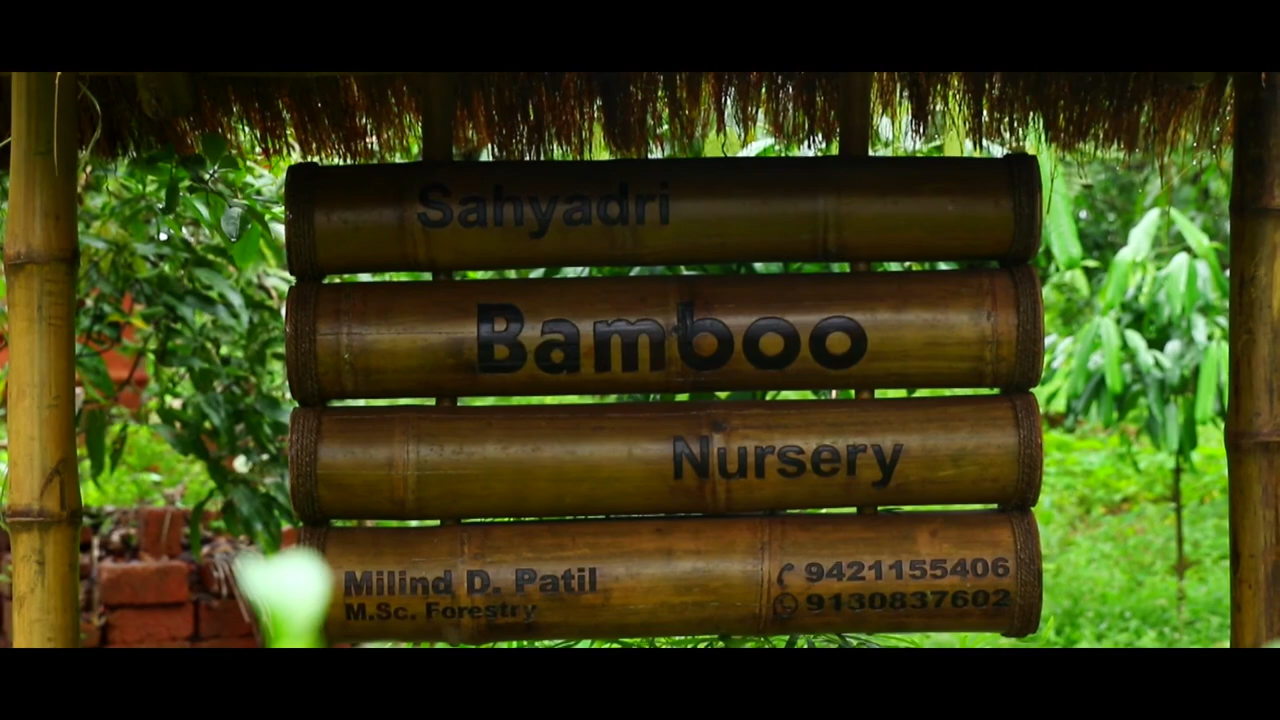 Sahyadri
Bamboo
Nursery
Milind D. Patil
M.Sc. Forestry
9421155406
9130837602